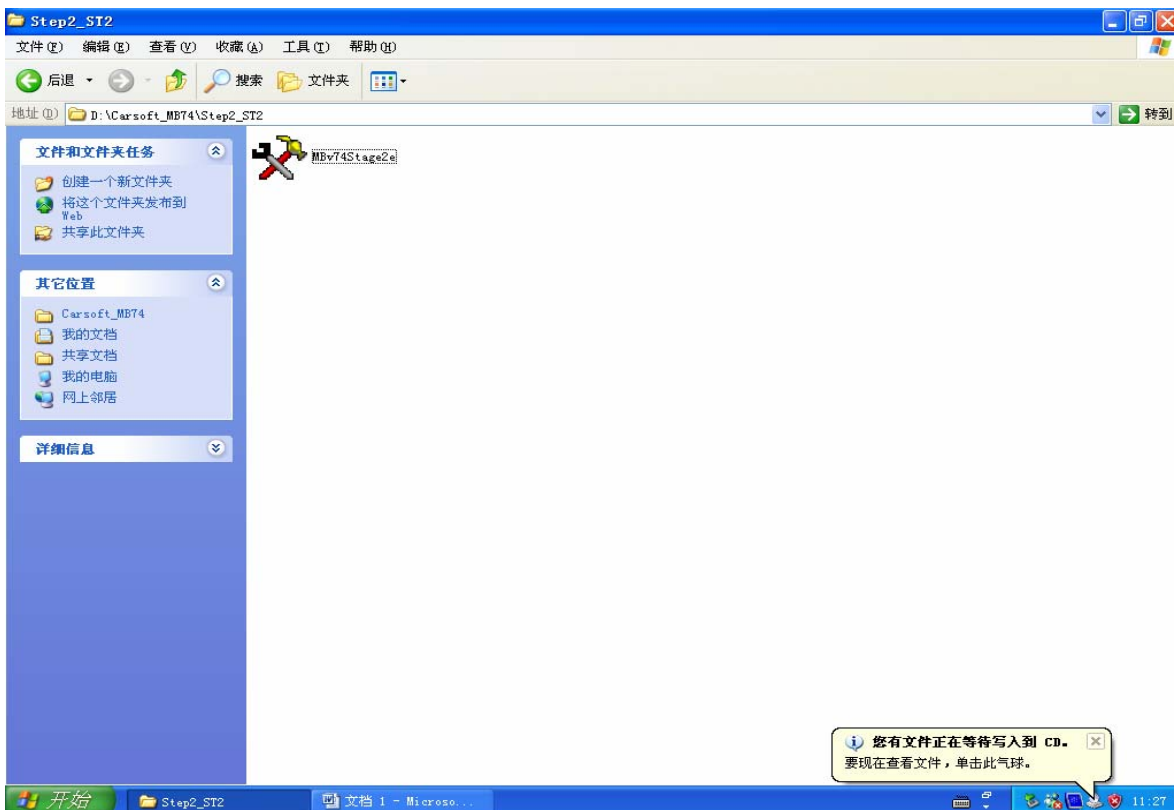 Step2_ST2
文件(F) 编辑(E) 查看(V) 收藏(A) 工具(T) 帮助(H)
后退 搜索 文件夹
地址(D) D:\Carsoft_MB74\Step2_ST2 转到
文件和文件夹任务
创建一个新文件夹
将这个文件夹发布到
Web
共享此文件夹
其它位置
Carsoft_MB74
我的文档
共享文档
我的电脑
网上邻居
详细信息
MBv74Stage2e
您有文件正在等待写入到 CD。
要现在查看文件，单击此气球。
开始 Step2_ST2 文档 1 - Microso... 11:27